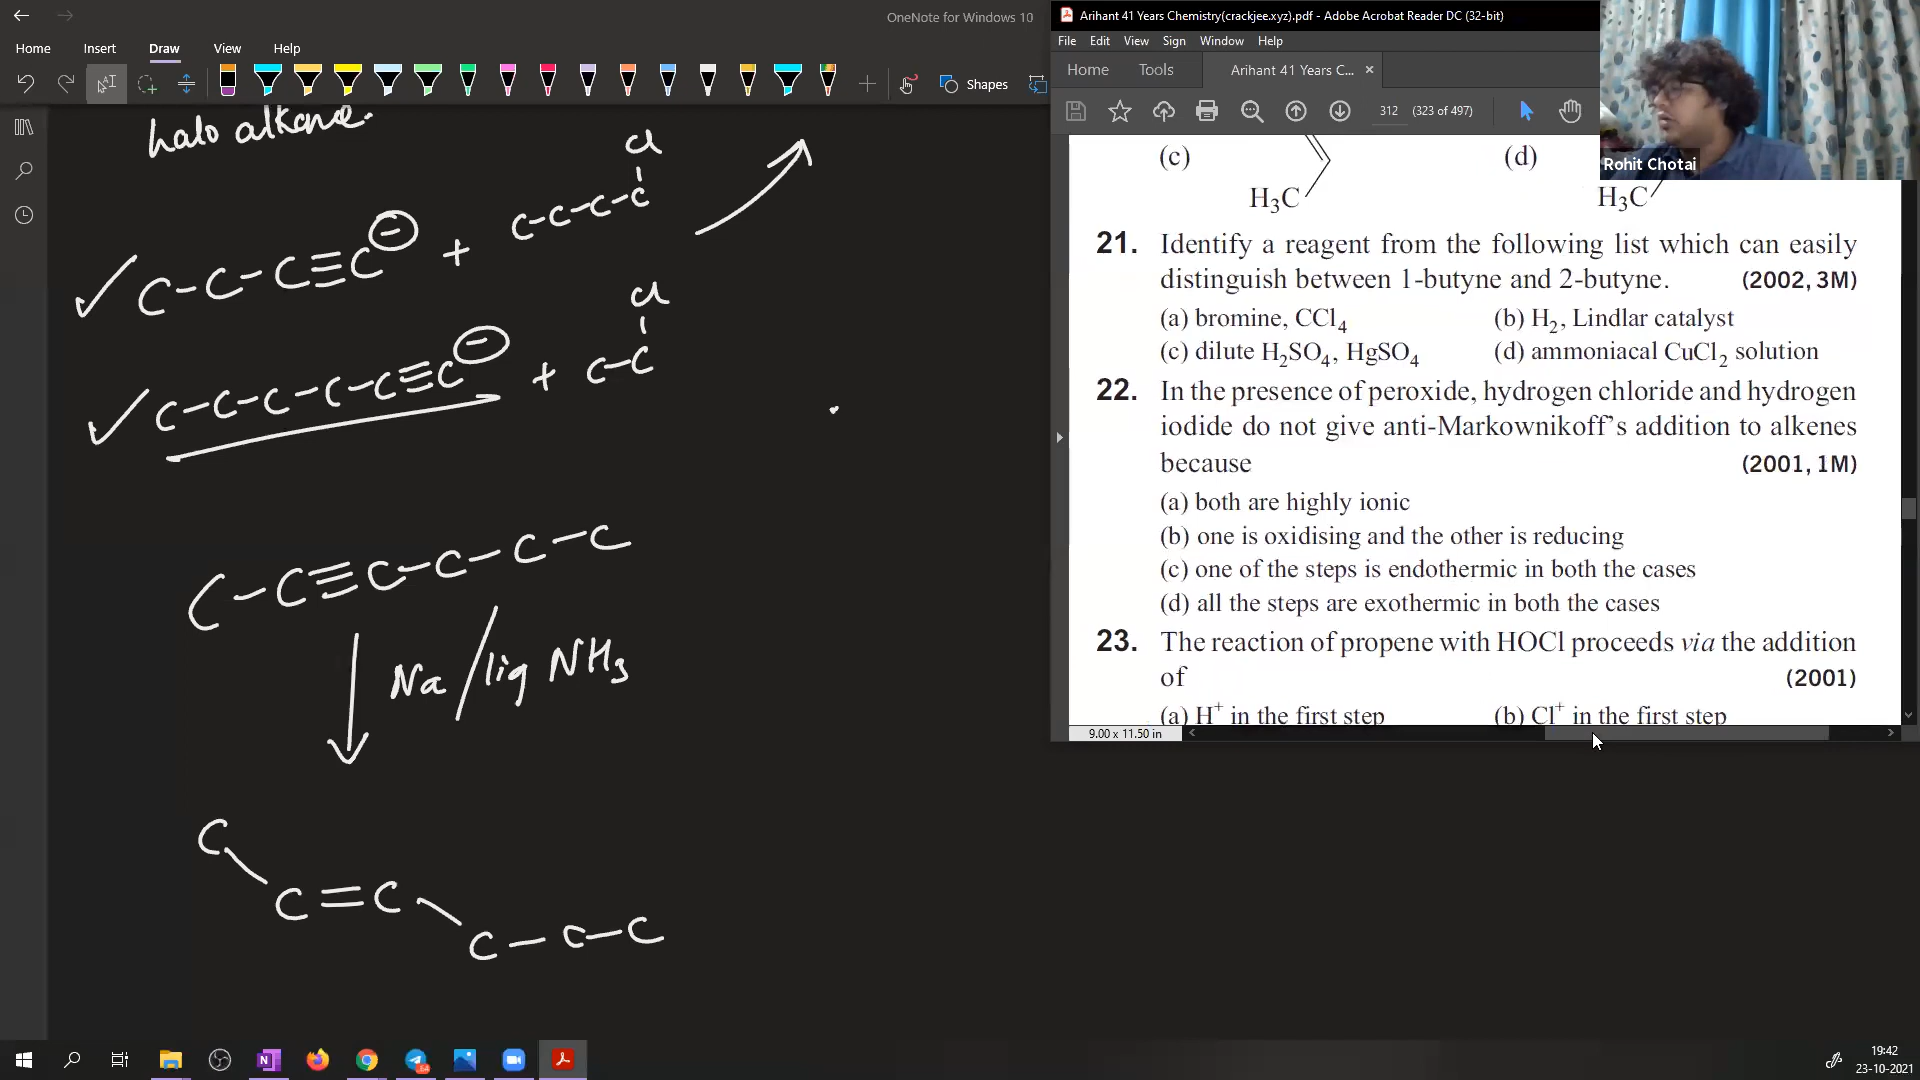 OneNote for Windows 10
Home Insert Draw View Help
Shapes
halo alkene.
Cl
C-C-C-C
C-C-C≡C⊖ +
Cl
C-C-C-C-C≡C⊖ + C-C
C-C≡C-C-C-C
Na/liq NH3
C
C=C
C-C-C
Arihant 41 Years Chemistry(crackjee.xyz).pdf - Adobe Acrobat Reader DC (32-bit)
File Edit View Sign Window Help
Home Tools Arihant 41 Years C... ×
312 (323 of 497)
Rohit Chotai
(c) (d)
H₃C H₃C
21. Identify a reagent from the following list which can easily
distinguish between 1-butyne and 2-butyne. (2002, 3M)
(a) bromine, CCl₄ (b) H₂, Lindlar catalyst
(c) dilute H₂SO₄, HgSO₄ (d) ammoniacal CuCl₂ solution
22. In the presence of peroxide, hydrogen chloride and hydrogen
iodide do not give anti-Markownikoff’s addition to alkenes
because (2001, 1M)
(a) both are highly ionic
(b) one is oxidising and the other is reducing
(c) one of the steps is endothermic in both the cases
(d) all the steps are exothermic in both the cases
23. The reaction of propene with HOCl proceeds via the addition
of (2001)
(a) H⁺ in the first step (b) Cl⁺ in the first step
9.00 x 11.50 in
19:42
23-10-2021